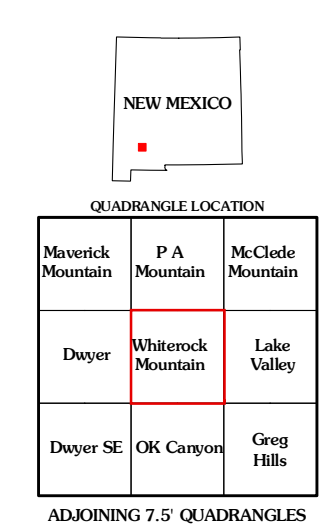 NEW MEXICO
QUADRANGLE LOCATION
Maverick
Mountain
P A
Mountain
McClede
Mountain
Dwyer
Whiterock
Mountain
Lake
Valley
Dwyer SE
OK Canyon
Greg
Hills
ADJOINING 7.5' QUADRANGLES